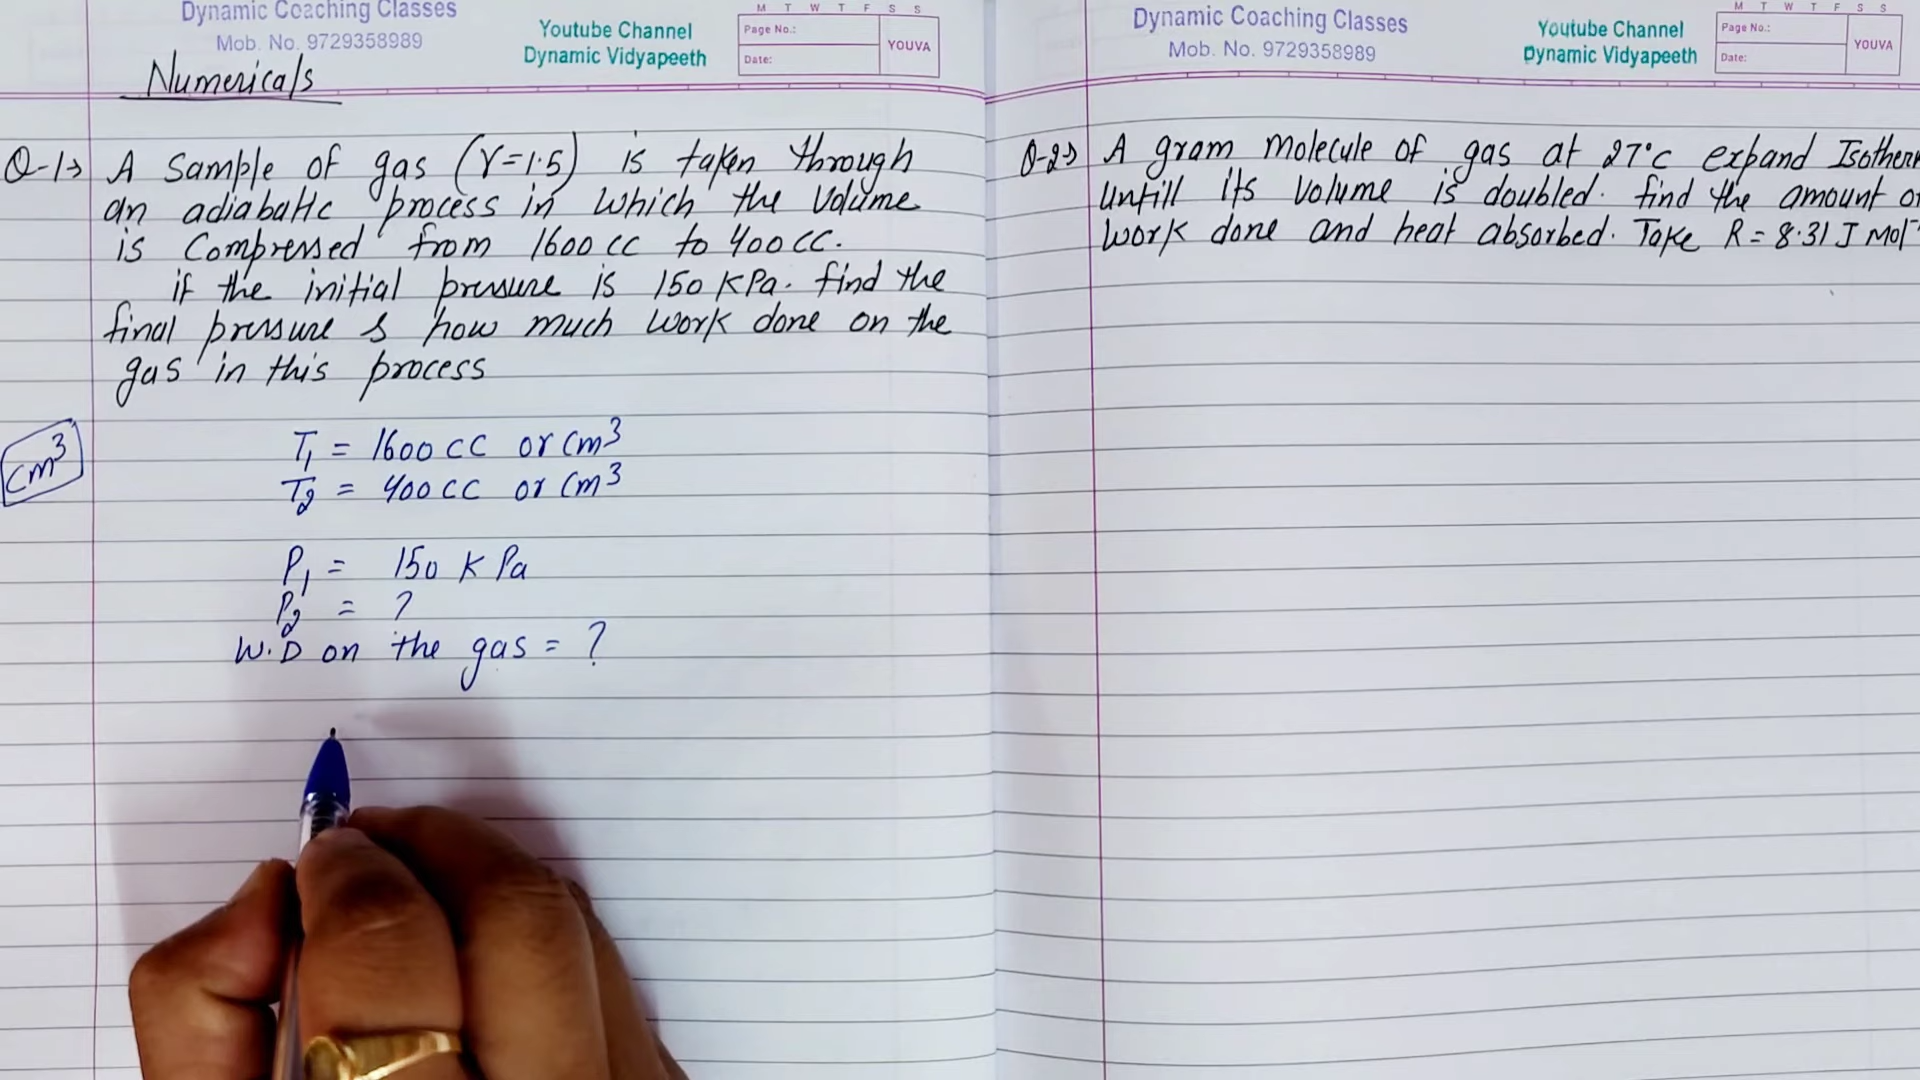 Dynamic Coaching Classes
Mob. No. 9729358989
Youtube Channel
Dynamic Vidyapeeth
M T W T F S S
Page No.:
Date:
YOUVA
Numericals
Q-1→ A Sample of gas (γ=1.5) is taken through
an adiabatic process in which the Volume
is Compressed from 1600 cc to 400 cc.
if the initial pressure is 150 KPa. find the
final pressure & how much work done on the
gas in this process
cm³
T₁ = 1600 CC or cm³
T₂ = 400 CC or cm³
P₁ = 150 K Pa
P₂ = ?
W.D on the gas = ?
Dynamic Coaching Classes
Mob. No. 9729358989
Youtube Channel
Dynamic Vidyapeeth
M T W T F S S
Page No.:
Date:
YOUVA
Q-2→ A gram molecule of gas at 27°c expand
Untill its Volume is doubled. find the amount
work done and heat absorbed. Take R = 8.31 J